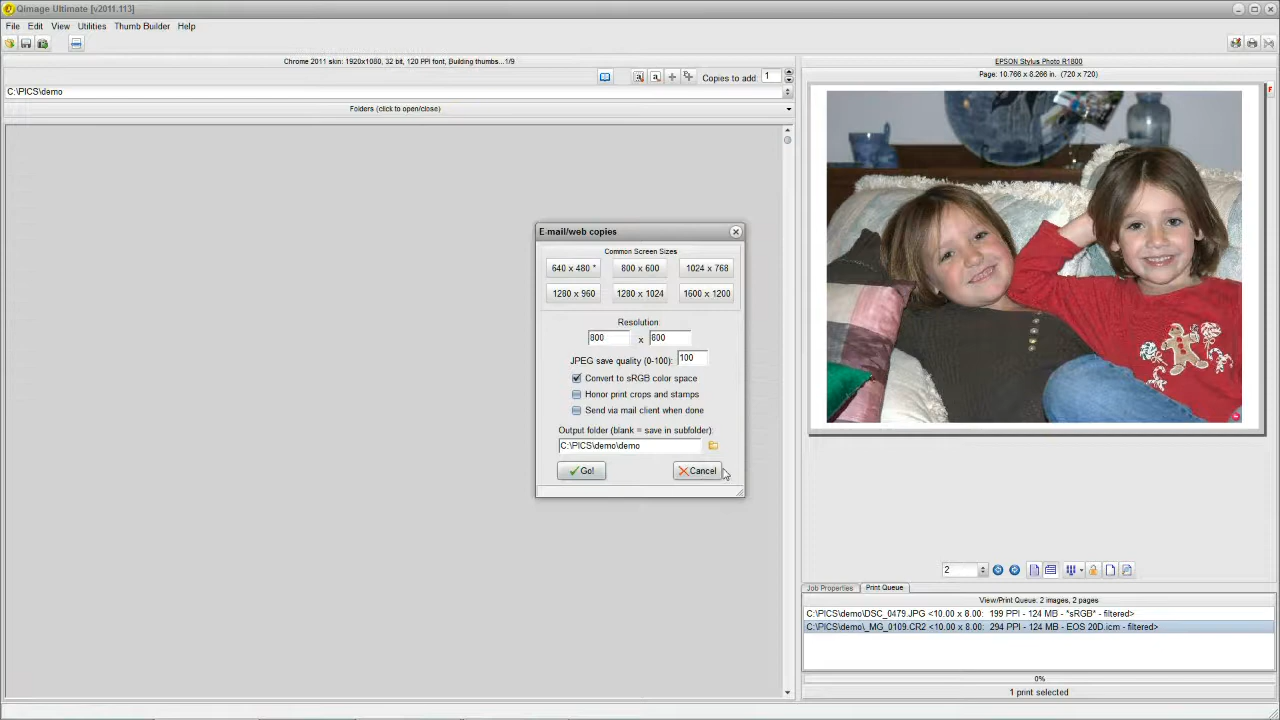 Qimage Ultimate [v2011.113]
File Edit View Utilities Thumb Builder Help
Chrome 2011 skin: 1920x1080, 32 bit, 120 PPI font, Building thumbs...1/9
Copies to add: 1
C:\PICS\demo
Folders (click to open/close)
EPSON Stylus Photo R1800
Page: 10.766 x 8.266 in. (720 x 720)
E-mail/web copies
Common Screen Sizes
640 x 480 * 800 x 600 1024 x 768
1280 x 960 1280 x 1024 1600 x 1200
Resolution:
800 x 800
JPEG save quality (0-100): 100
Convert to sRGB color space
Honor print crops and stamps
Send via mail client when done
Output folder (blank = save in subfolder):
C:\PICS\demo\demo
Go! Cancel
2
Job Properties Print Queue
View/Print Queue: 2 images, 2 pages
C:\PICS\demo\DSC_0479.JPG <10.00 x 8.00: 199 PPI - 124 MB - *sRGB* - filtered>
C:\PICS\demo\_MG_0109.CR2 <10.00 x 8.00: 294 PPI - 124 MB - EOS 20D.icm - filtered>
0%
1 print selected